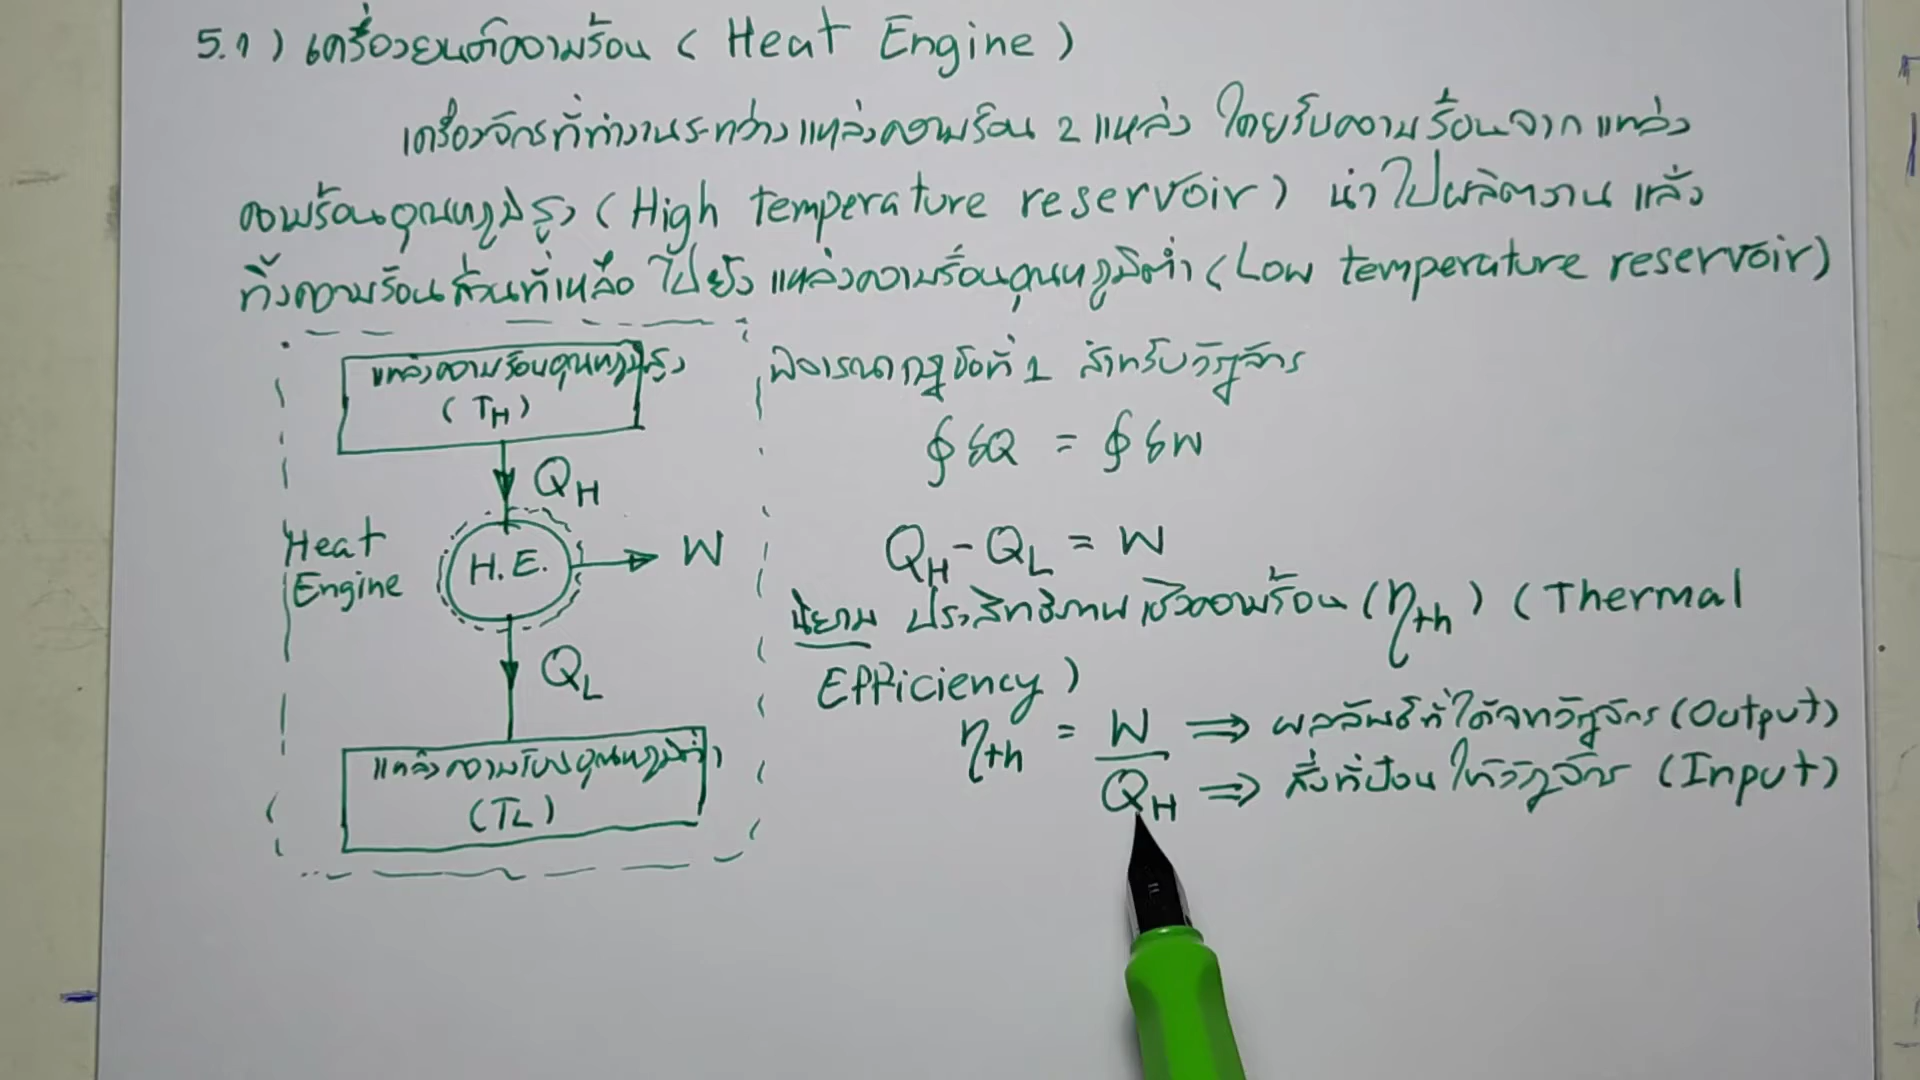 5.1) เครื่องยนต์ความร้อน (Heat Engine)
เครื่องจักรที่ทำงานระหว่างแหล่งความร้อน 2 แหล่ง โดยรับความร้อนจากแหล่ง
ความร้อนอุณหภูมิสูง (High temperature reservoir) นำไปผลิตงาน แล้ว
ทิ้งความร้อนส่วนที่เหลือ ไปยัง แหล่งความร้อนอุณหภูมิต่ำ (Low temperature reservoir)
แหล่งความร้อนอุณหภูมิสูง
(TH)
QH
Heat
Engine
H.E.
W
QL
แหล่งความร้อนอุณหภูมิต่ำ
(TL)
พิจารณากฎข้อที่ 1 สำหรับวัฏจักร
∮δQ = ∮δW
QH - QL = W
นิยาม ประสิทธิภาพเชิงความร้อน (ηth) (Thermal
Efficiency)
ηth = W ⇒ ผลลัพธ์ที่ได้จากวัฏจักร (Output)
QH ⇒ สิ่งที่ป้อนให้วัฏจักร (Input)